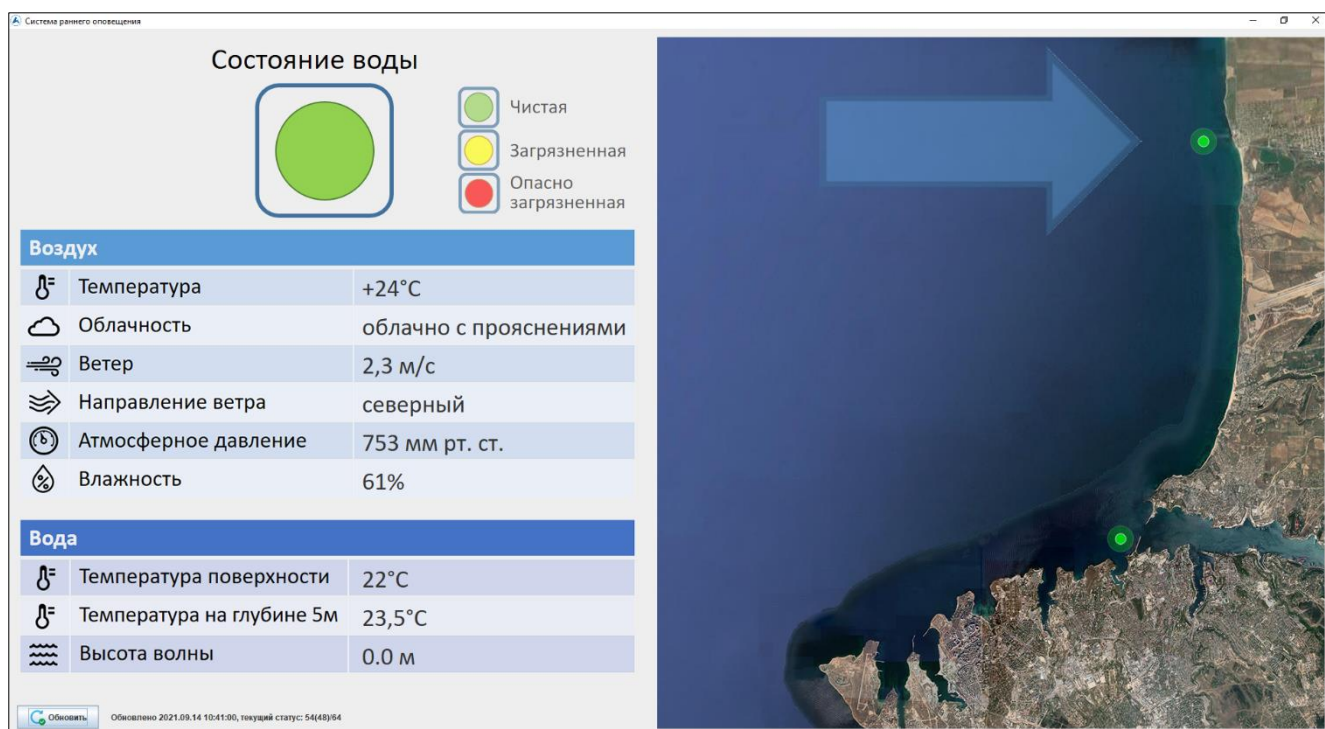 Система раннего оповещения
Состояние воды
Чистая
Загрязненная
Опасно
загрязненная
Воздух
Температура +24°C
Облачность облачно с прояснениями
Ветер 2,3 м/с
Направление ветра северный
Атмосферное давление 753 мм рт. ст.
Влажность 61%
Вода
Температура поверхности 22°C
Температура на глубине 5м 23,5°C
Высота волны 0.0 м
Обновить Обновлено 2021.09.14 10:41:00, текущий статус: 54(48)/64